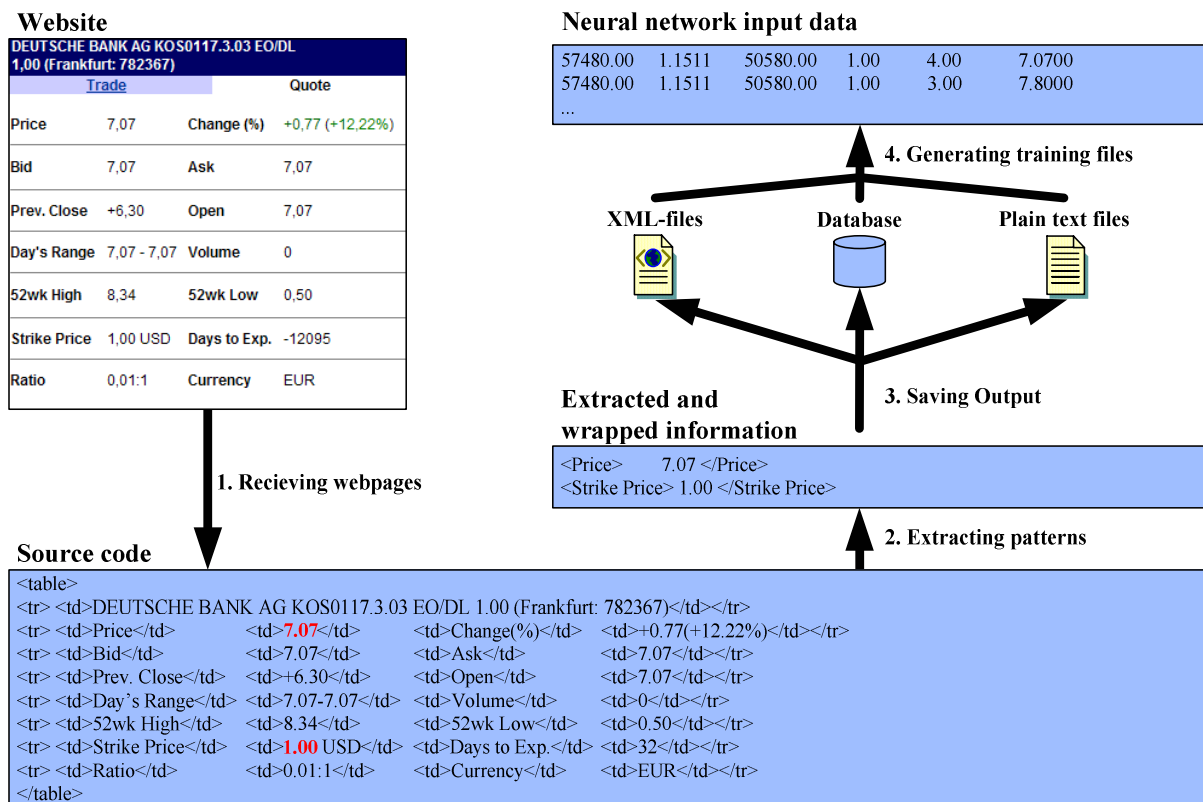 Website
DEUTSCHE BANK AG KOS0117.3.03 EO/DL
1,00 (Frankfurt: 782367)
Trade Quote
Price 7,07 Change (%) +0,77 (+12,22%)
Bid 7,07 Ask 7,07
Prev. Close +6,30 Open 7,07
Day's Range 7,07 - 7,07 Volume 0
52wk High 8,34 52wk Low 0,50
Strike Price 1,00 USD Days to Exp. -12095
Ratio 0,01:1 Currency EUR
1. Recieving webpages
Source code
<table>
<tr> <td>DEUTSCHE BANK AG KOS0117.3.03 EO/DL 1.00 (Frankfurt: 782367)</td></tr>
<tr> <td>Price</td> <td>7.07</td> <td>Change(%)</td> <td>+0.77(+12.22%)</td></tr>
<tr> <td>Bid</td> <td>7.07</td> <td>Ask</td> <td>7.07</td></tr>
<tr> <td>Prev. Close</td> <td>+6.30</td> <td>Open</td> <td>7.07</td></tr>
<tr> <td>Day’s Range</td> <td>7.07-7.07</td> <td>Volume</td> <td>0</td></tr>
<tr> <td>52wk High</td> <td>8.34</td> <td>52wk Low</td> <td>0.50</td></tr>
<tr> <td>Strike Price</td> <td>1.00 USD</td> <td>Days to Exp.</td> <td>32</td></tr>
<tr> <td>Ratio</td> <td>0.01:1</td> <td>Currency</td> <td>EUR</td></tr>
</table>
2. Extracting patterns
Extracted and
wrapped information
<Price> 7.07 </Price>
<Strike Price> 1.00 </Strike Price>
3. Saving Output
XML-files Database Plain text files
4. Generating training files
Neural network input data
57480.00 1.1511 50580.00 1.00 4.00 7.0700
57480.00 1.1511 50580.00 1.00 3.00 7.8000
...